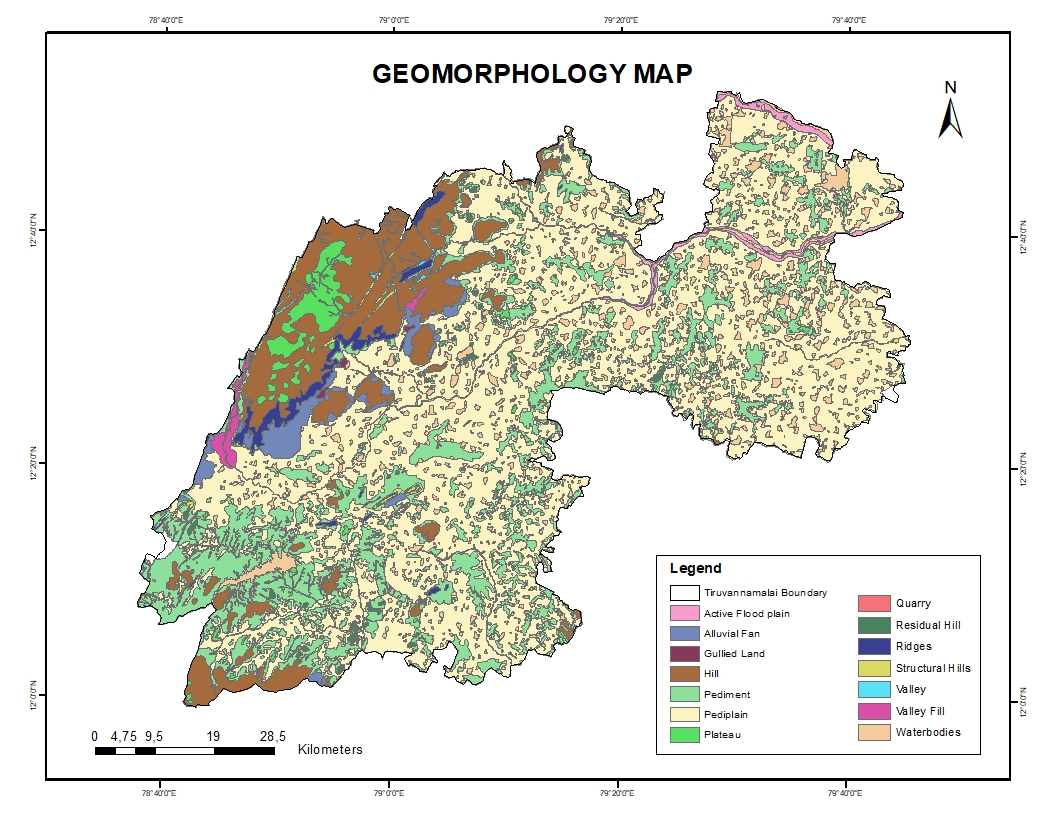 78°40'0"E 79°0'0"E 79°20'0"E 79°40'0"E
GEOMORPHOLOGY MAP
N
12°40'0"N 12°40'0"N
12°20'0"N 12°20'0"N
12°0'0"N 12°0'0"N
Legend
Tiruvannamalai Boundary
Active Flood plain
Alluvial Fan
Gullied Land
Hill
Pediment
Pediplain
Plateau
Quarry
Residual Hill
Ridges
Structural Hills
Valley
Valley Fill
Waterbodies
0 4,75 9,5 19 28,5
Kilometers
78°40'0"E 79°0'0"E 79°20'0"E 79°40'0"E